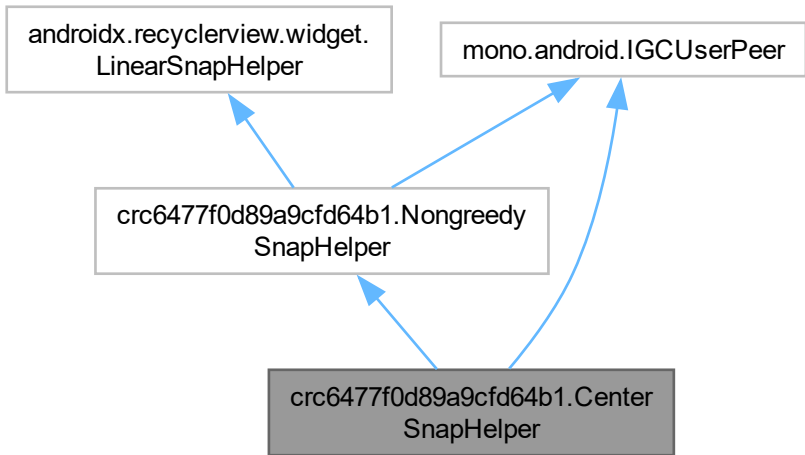 androidx.recyclerview.widget.
LinearSnapHelper
mono.android.IGCUserPeer
crc6477f0d89a9cfd64b1.Nongreedy
SnapHelper
crc6477f0d89a9cfd64b1.Center
SnapHelper